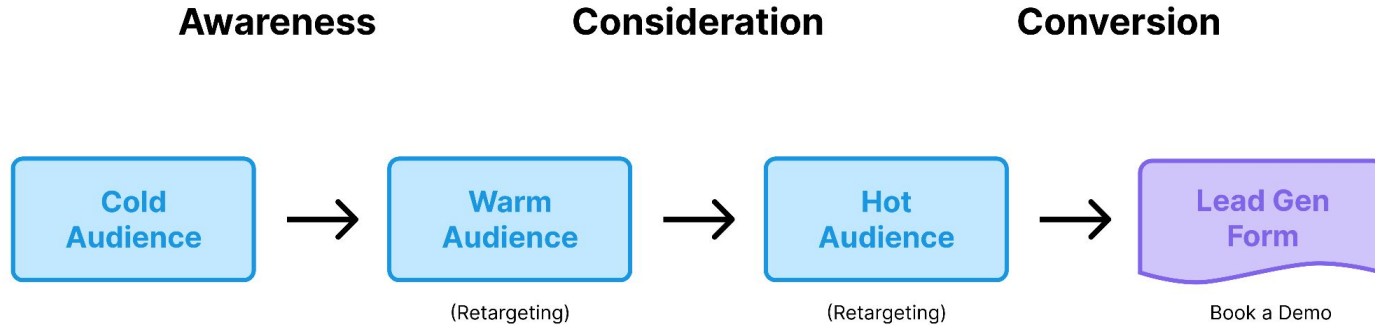 Awareness
Consideration
Conversion
Cold
Audience
Warm
Audience
Hot
Audience
Lead Gen
Form
(Retargeting)
(Retargeting)
Book a Demo